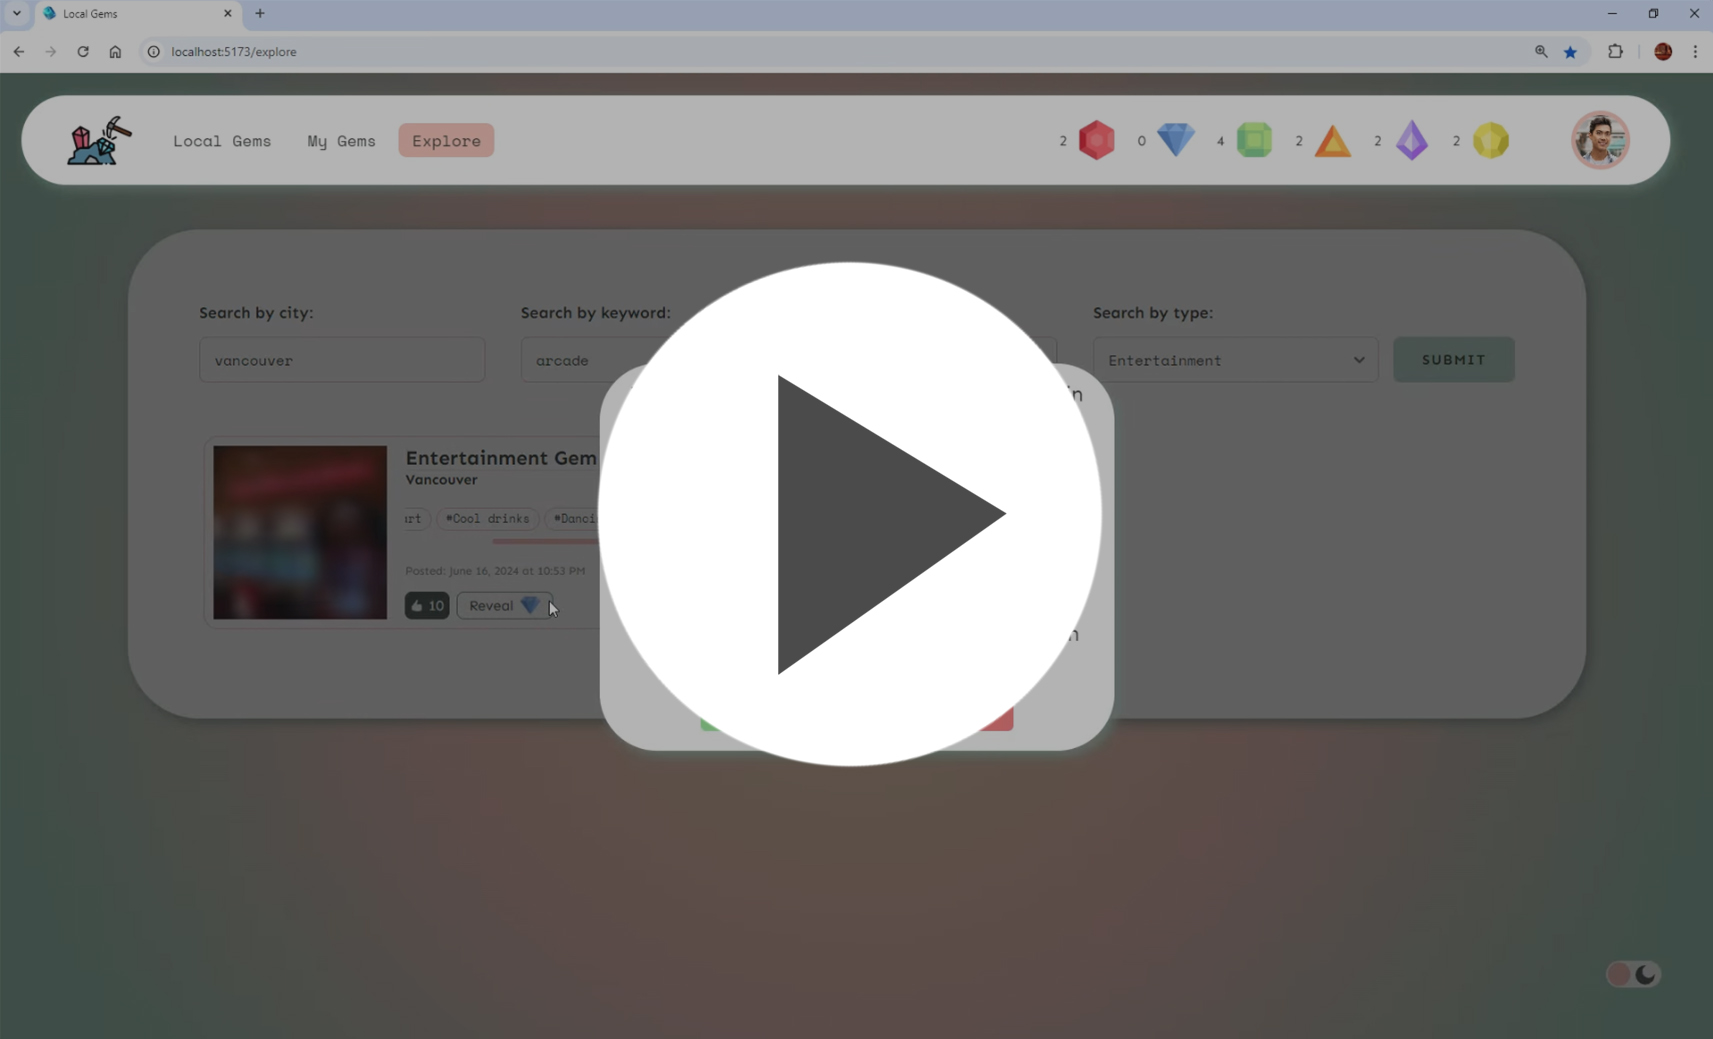 Local Gems
localhost:5173/explore
Local Gems My Gems Explore 2 0 4 2 2 2
Search by city: Search by keyword: Search by type:
vancouver arcade Entertainment SUBMIT
Entertainment Gem
Vancouver
#Cool drinks
Posted: June 16, 2024 at 10:53 PM
10 Reveal